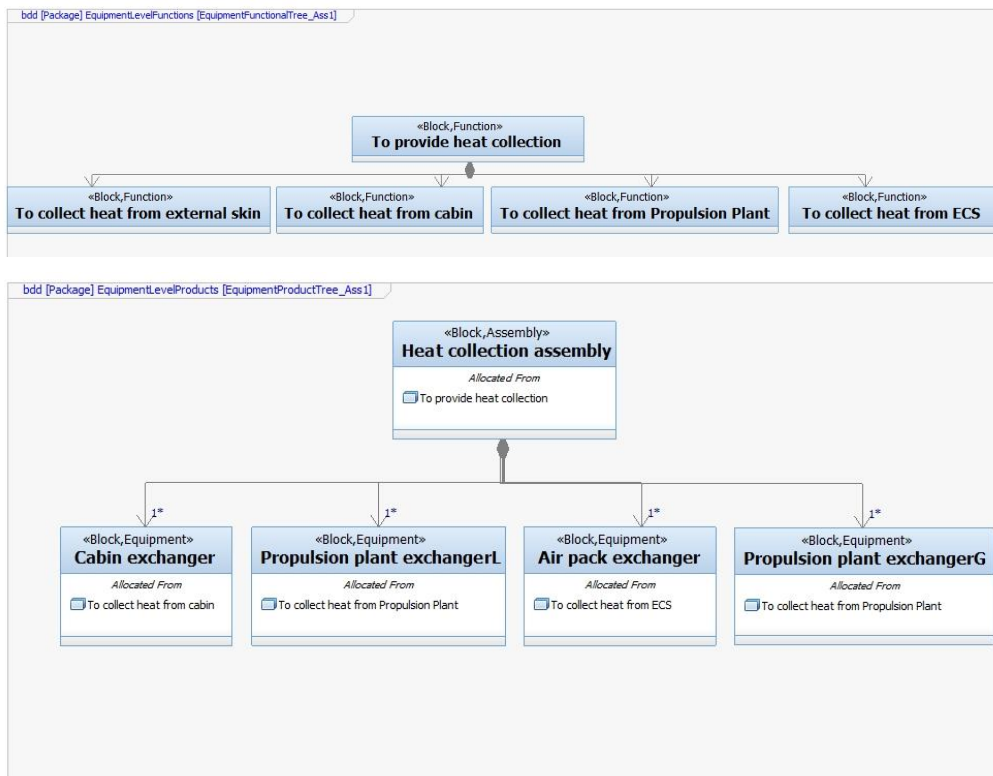 bdd [Package] EquipmentLevelFunctions [EquipmentFunctionalTree_Ass1]
«Block,Function»
To provide heat collection
«Block,Function»
To collect heat from external skin
«Block,Function»
To collect heat from cabin
«Block,Function»
To collect heat from Propulsion Plant
«Block,Function»
To collect heat from ECS
bdd [Package] EquipmentLevelProducts [EquipmentProductTree_Ass1]
«Block,Assembly»
Heat collection assembly
Allocated From
To provide heat collection
1*
1*
1*
1*
«Block,Equipment»
Cabin exchanger
Allocated From
To collect heat from cabin
«Block,Equipment»
Propulsion plant exchangerL
Allocated From
To collect heat from Propulsion Plant
«Block,Equipment»
Air pack exchanger
Allocated From
To collect heat from ECS
«Block,Equipment»
Propulsion plant exchangerG
Allocated From
To collect heat from Propulsion Plant